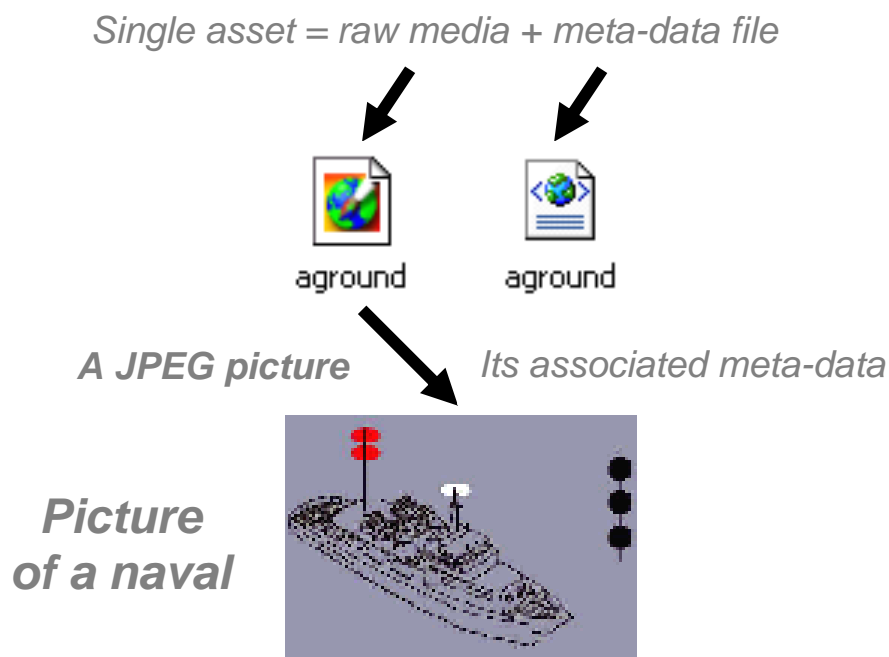 Single asset = raw media + meta-data file
aground
aground
A JPEG picture
Its associated meta-data
Picture
of a naval